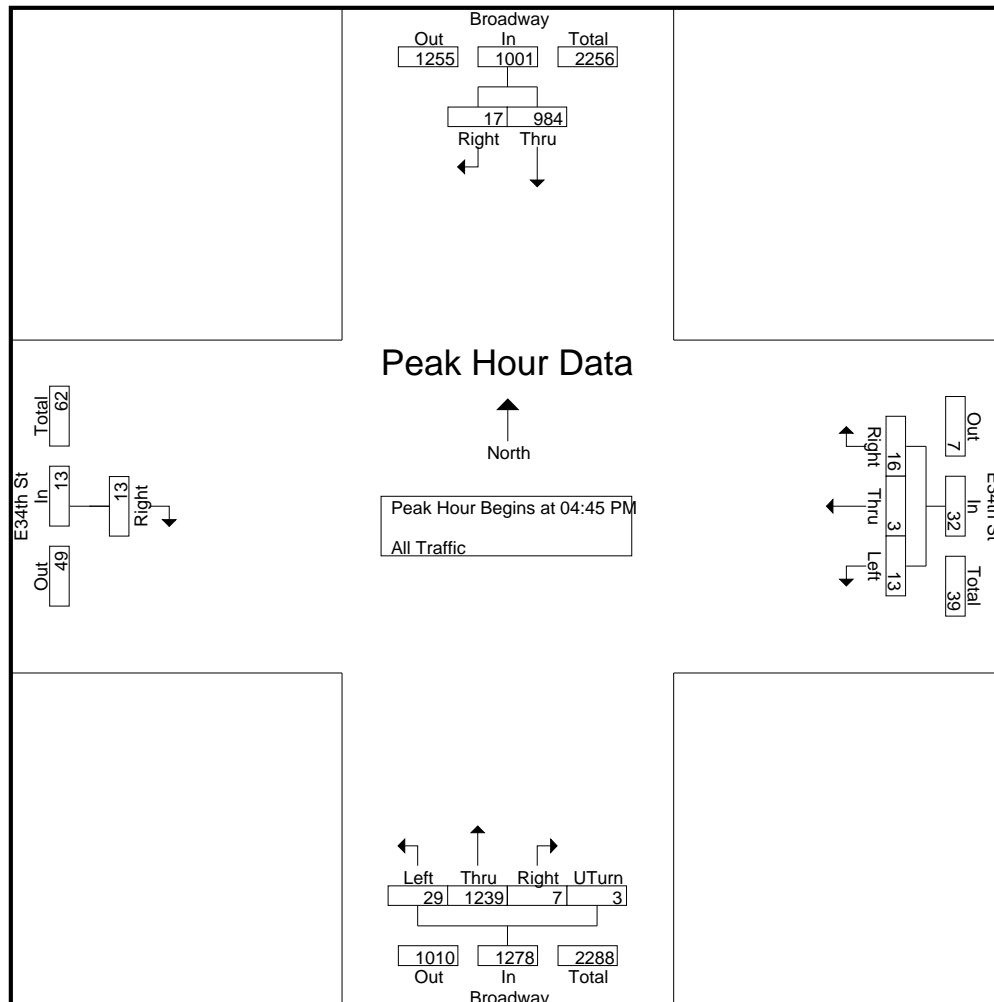 Broadway
Out In Total
1255 1001 2256
17 984
Right Thru
Peak Hour Data
North
Peak Hour Begins at 04:45 PM
All Traffic
E34th St
Total In Out
62 13 49
13
Right
Right Thru Left
16 3 13
Out In Total
7 32 39
E34th St
Left Thru Right UTurn
29 1239 7 3
1010 1278 2288
Out In Total
Broadway